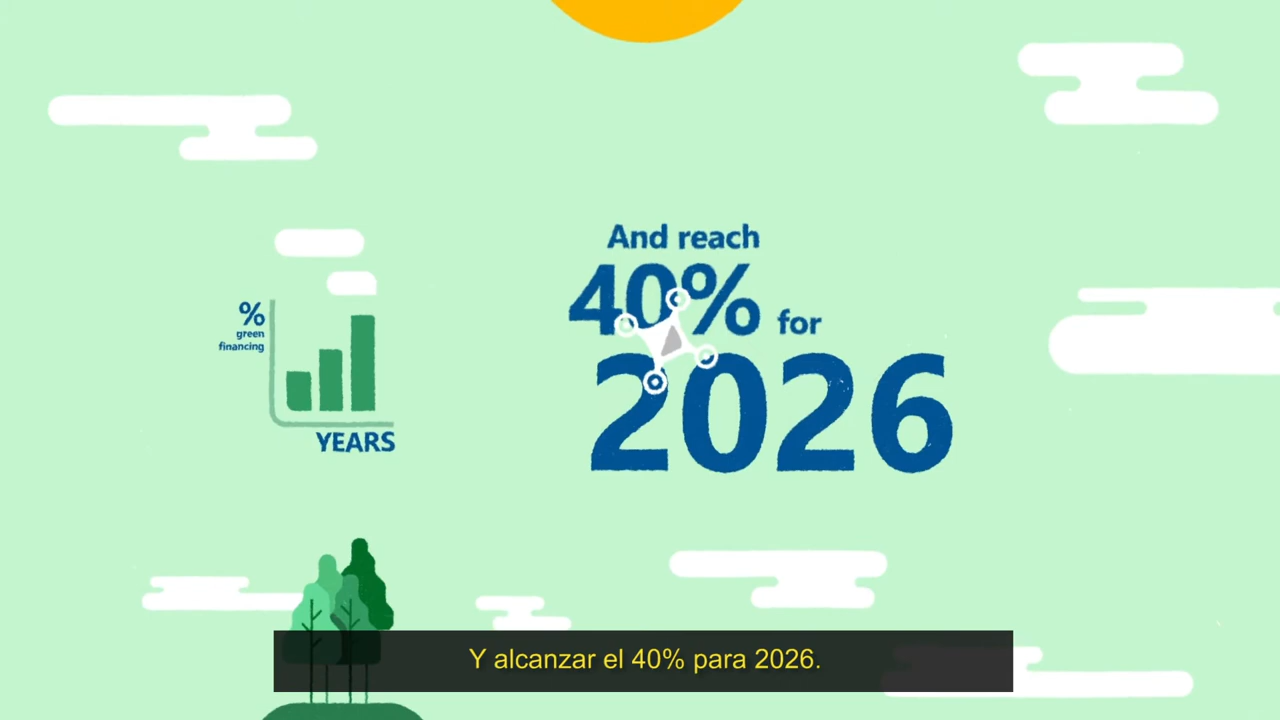 And reach
40% for
2026
%
green
financing
YEARS
Y alcanzar el 40% para 2026.